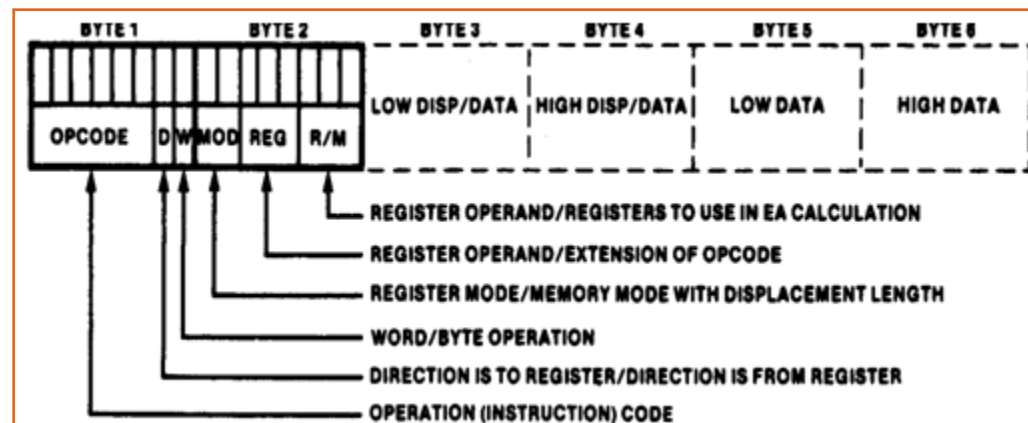 BYTE 1 BYTE 2 BYTE 3 BYTE 4 BYTE 5 BYTE 6
LOW DISP/DATA HIGH DISP/DATA LOW DATA HIGH DATA
OPCODE D W MOD REG R/M
REGISTER OPERAND/REGISTERS TO USE IN EA CALCULATION
REGISTER OPERAND/EXTENSION OF OPCODE
REGISTER MODE/MEMORY MODE WITH DISPLACEMENT LENGTH
WORD/BYTE OPERATION
DIRECTION IS TO REGISTER/DIRECTION IS FROM REGISTER
OPERATION (INSTRUCTION) CODE